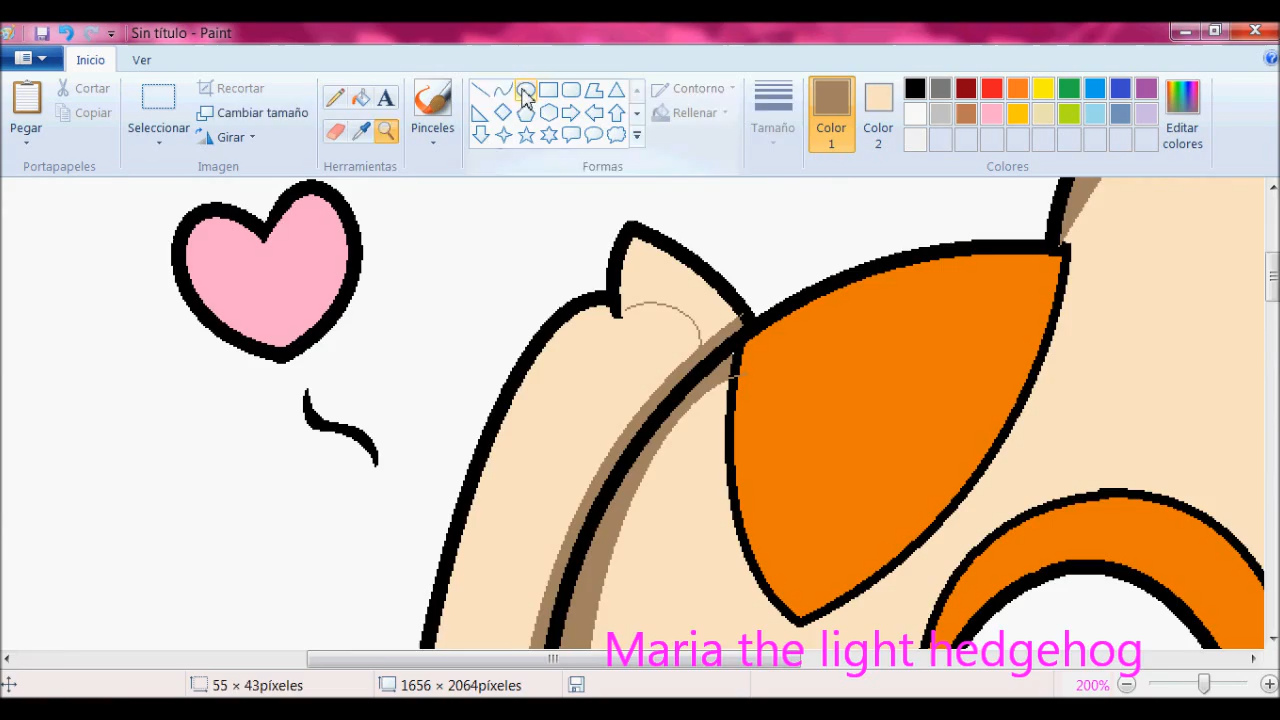 Sin título - Paint
Inicio Ver
Pegar
Cortar
Copiar
Portapapeles
Seleccionar
Recortar
Cambiar tamaño
Girar
Imagen
A
Herramientas
Pinceles
Contorno
Rellenar
Formas
Tamaño
Color
1
Color
2
Editar
colores
Colores
Maria the light hedgehog
55 × 43píxeles
1656 × 2064píxeles
200%